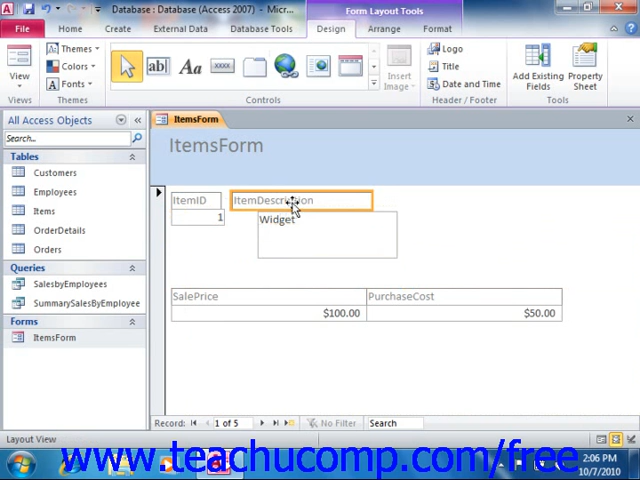 Database : Database (Access 2007) - Micr...
Form Layout Tools
File
Home
Create
External Data
Database Tools
Design
Arrange
Format
View
Views
Themes
Colors
Fonts
Themes
ab|
Aa
xxxx
Controls
Insert
Image
Logo
Title
Date and Time
Header / Footer
Add Existing
Fields
Property
Sheet
Tools
All Access Objects
Search...
Tables
Customers
Employees
Items
OrderDetails
Orders
Queries
SalesbyEmployees
SummarySalesByEmployee
Forms
ItemsForm
ItemsForm
ItemsForm
ItemID
ItemDescription
1
Widget
SalePrice
PurchaseCost
$100.00
$50.00
Record:
1 of 5
No Filter
Search
Layout View
www.teachucomp.com/free
2:06 PM
10/7/2010